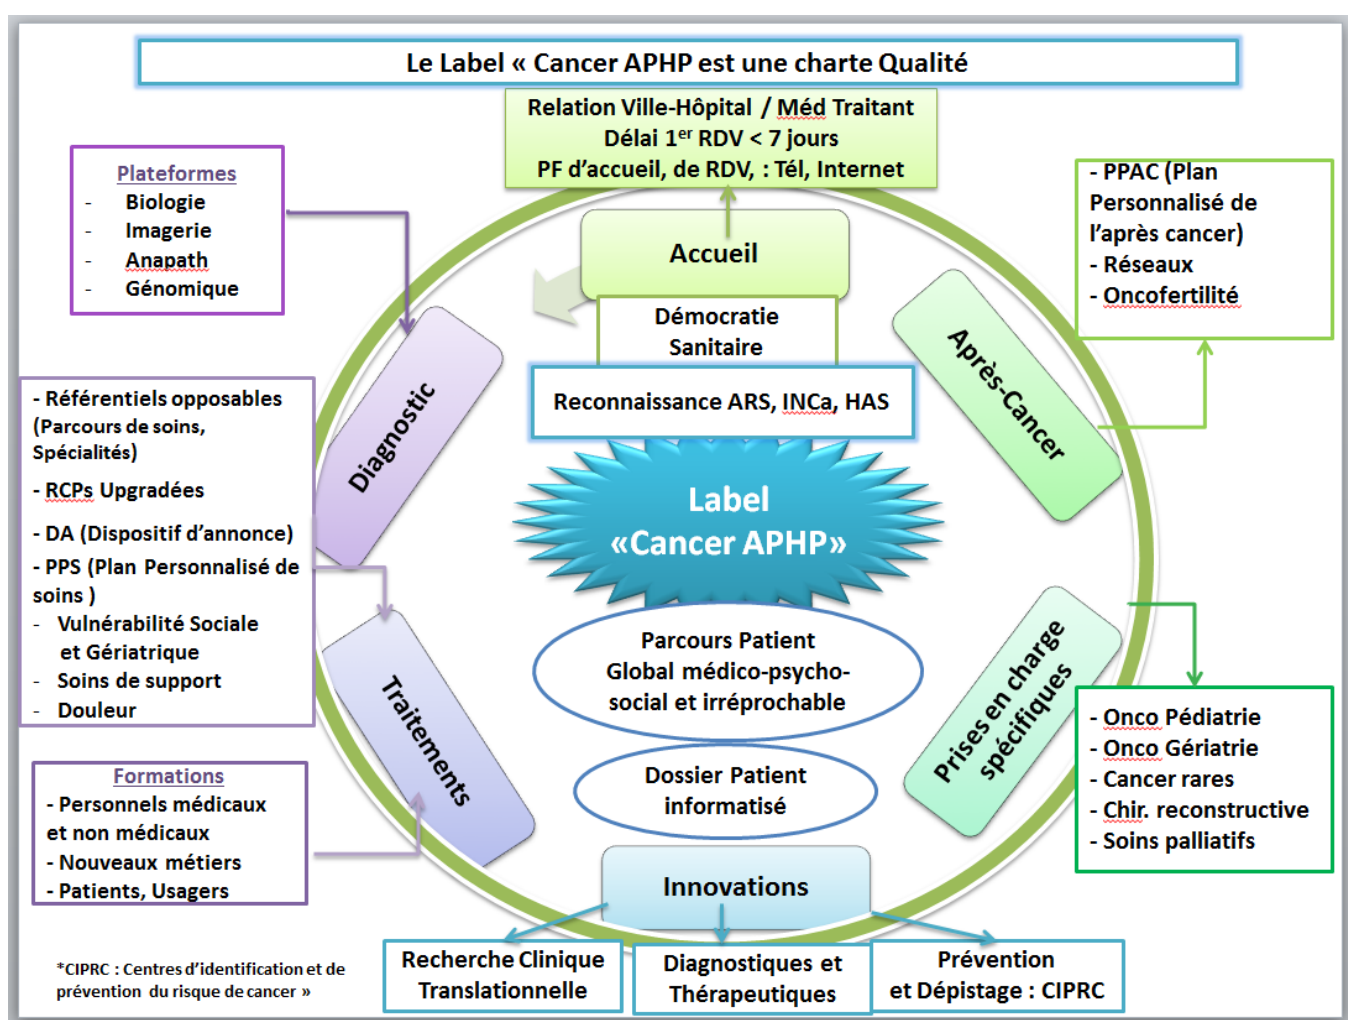 Le Label « Cancer APHP est une charte Qualité
Relation Ville-Hôpital / Méd Traitant
Délai 1er RDV < 7 jours
PF d'accueil, de RDV, : Tél, Internet
Plateformes
- Biologie
- Imagerie
- Anapath
- Génomique
- PPAC (Plan
Personnalisé de
l'après cancer)
- Réseaux
- Oncofertilité
Accueil
Démocratie
Sanitaire
Reconnaissance ARS, INCa, HAS
Après-Cancer
Diagnostic
- Référentiels opposables
(Parcours de soins,
Spécialités)
- RCPs Upgradées
- DA (Dispositif d'annonce)
- PPS (Plan Personnalisé de
soins )
- Vulnérabilité Sociale
et Gériatrique
- Soins de support
- Douleur
Label
«Cancer APHP»
Parcours Patient
Global médico-psycho-
social et irréprochable
Dossier Patient
informatisé
Traitements
Prises en charge
spécifiques
- Onco Pédiatrie
- Onco Gériatrie
- Cancer rares
- Chir. reconstructive
- Soins palliatifs
Formations
- Personnels médicaux
et non médicaux
- Nouveaux métiers
- Patients, Usagers
Innovations
Recherche Clinique
Translationnelle
Diagnostiques et
Thérapeutiques
Prévention
et Dépistage : CIPRC
*CIPRC : Centres d'identification et de
prévention du risque de cancer »